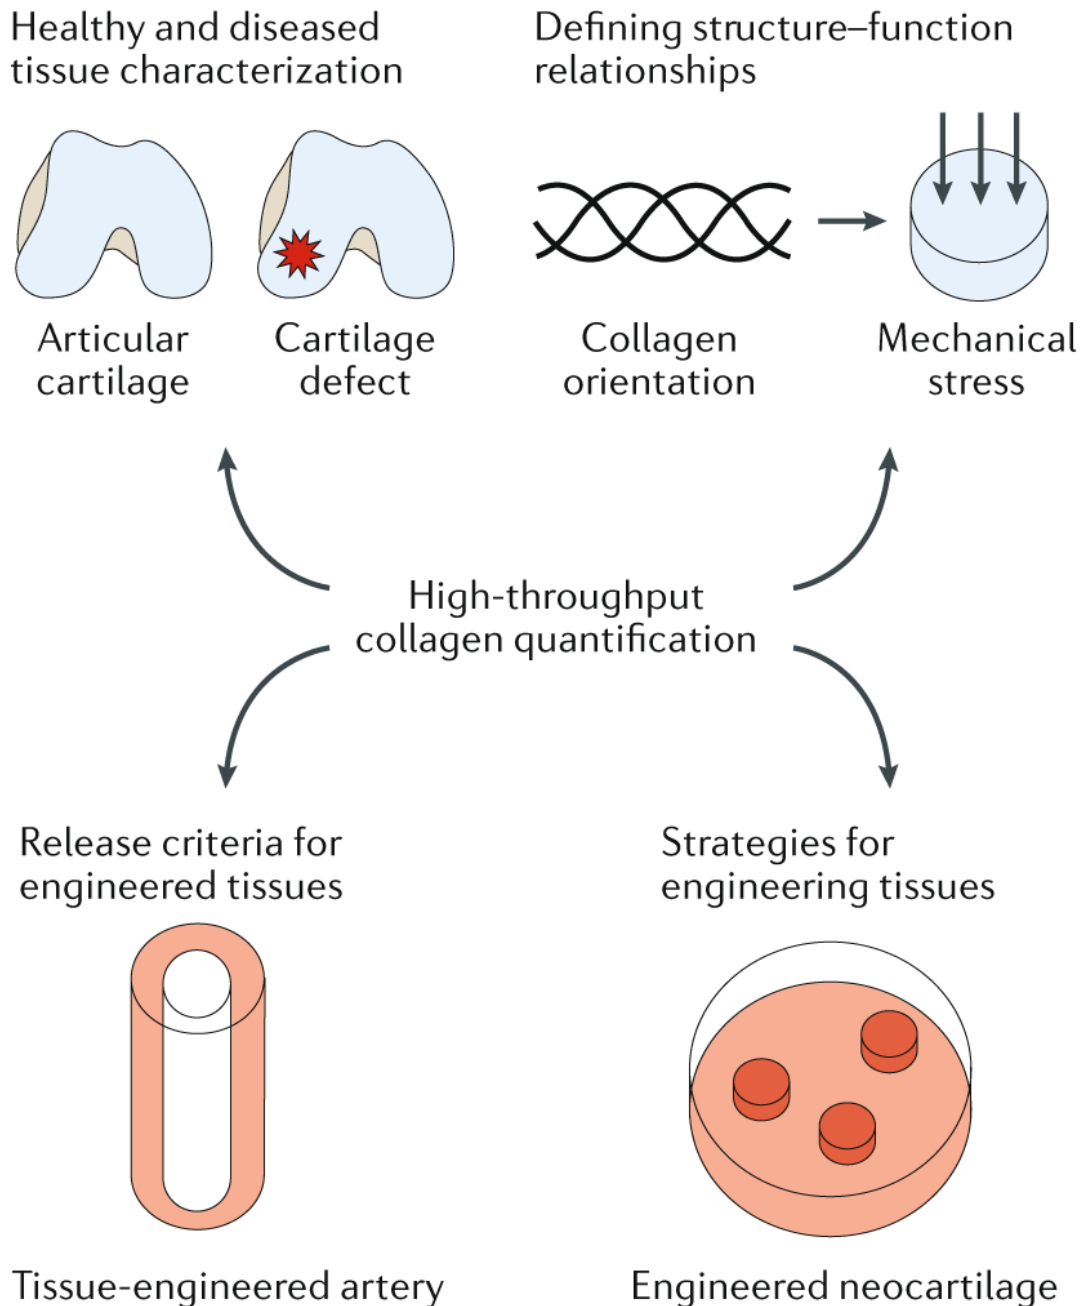 Healthy and diseased
tissue characterization
Defining structure–function
relationships
Articular
cartilage
Cartilage
defect
Collagen
orientation
Mechanical
stress
High-throughput
collagen quantification
Release criteria for
engineered tissues
Strategies for
engineering tissues
Tissue-engineered artery
Engineered neocartilage